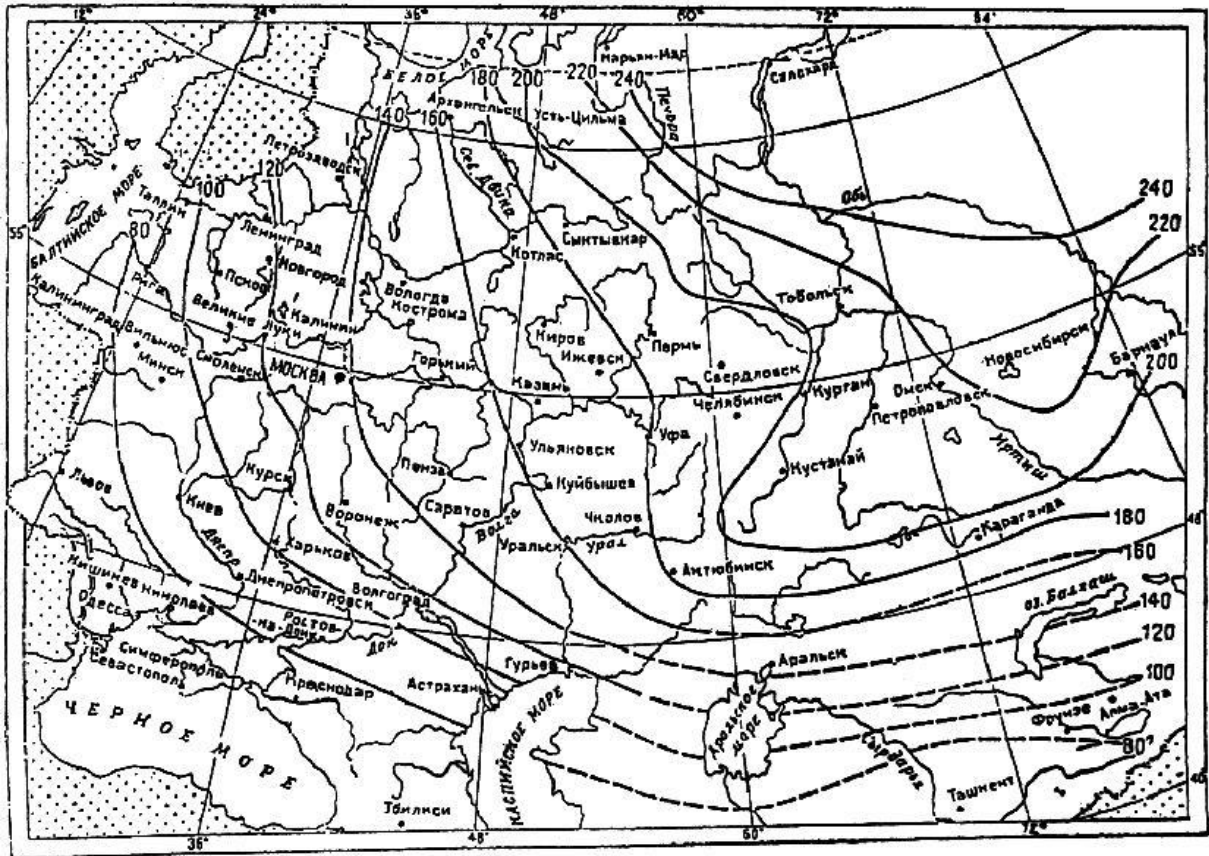 12° 24° 36° 48° 60° 72° 84°
БЕЛОЕ МОРЕ
180 200 220 240
Нарьян-Мар
Салехард
Печора
140 160
Архангельск
Усть-Цильма
Петрозаводск
Сев. Двина
БАЛТИЙСКОЕ МОРЕ
Таллин
100 120
80
Ленинград
Новгород
Псков
Рига
Котлас
Сыктывкар
Обь
240
220
55
55
Калининград
Вильнюс
Минск
Великие Луки
Смоленск
Калинин
Вологда
Кострома
МОСКВА
Горький
Киров
Ижевск
Пермь
Казань
Тобольск
Свердловск
Челябинск
Курган
Омск
Петропавловск
Новосибирск
Барнаул
200
Ульяновск
Уфа
Кустанай
Иртыш
Львов
Киев
Курск
Пенза
Куйбышев
Воронеж
Саратов
Волга
Чкалов
Уральск
Урал
Караганда
180
48°
Днепр
Харьков
Актюбинск
160
Кишинев
Николаев
Днепропетровск
Волгоград
оз. Балхаш
140
Одесса
Ростов-
на-Дону
Дон
120
Симферополь
Севастополь
Гурьев
Аральск
100
Краснодар
Астрахань
Аральское
море
Фрунзе
Алма-Ата
ЧЕРНОЕ МОРЕ
КАСПИЙСКОЕ МОРЕ
Сырдарья
80
Тбилиси
Ташкент
40°
36° 48° 60° 72°